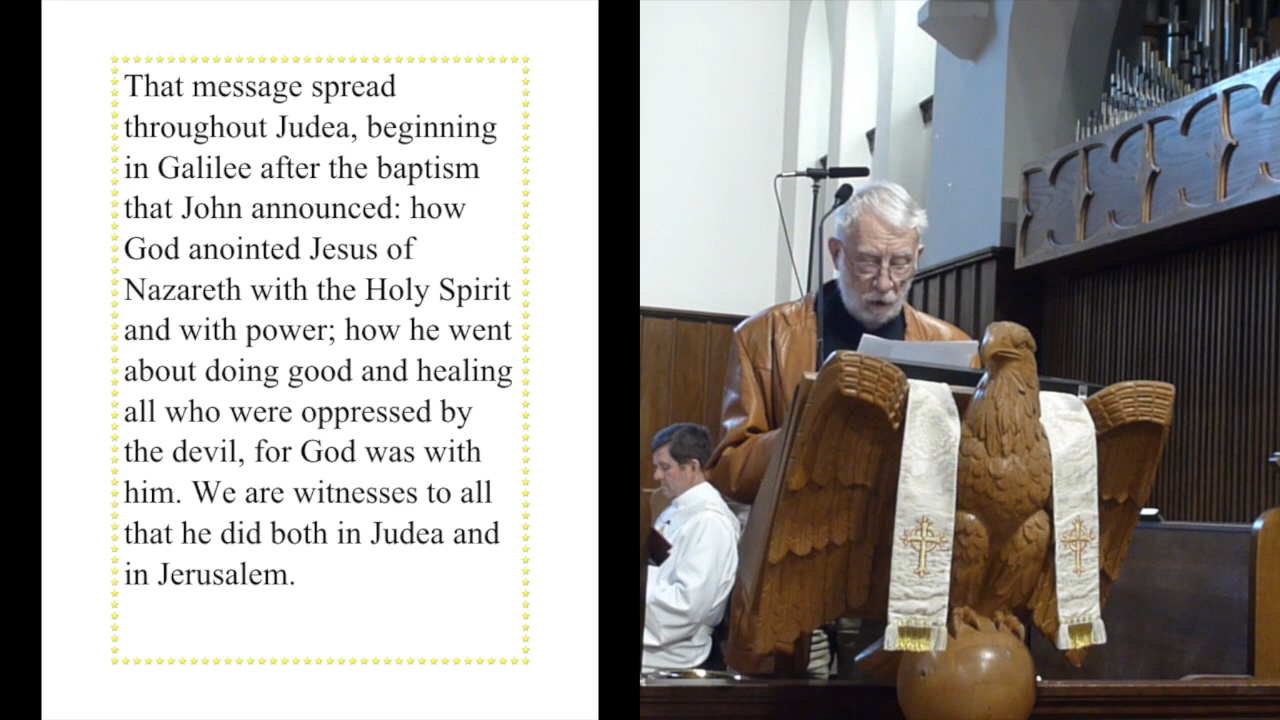 That message spread
throughout Judea, beginning
in Galilee after the baptism
that John announced: how
God anointed Jesus of
Nazareth with the Holy Spirit
and with power; how he went
about doing good and healing
all who were oppressed by
the devil, for God was with
him. We are witnesses to all
that he did both in Judea and
in Jerusalem.